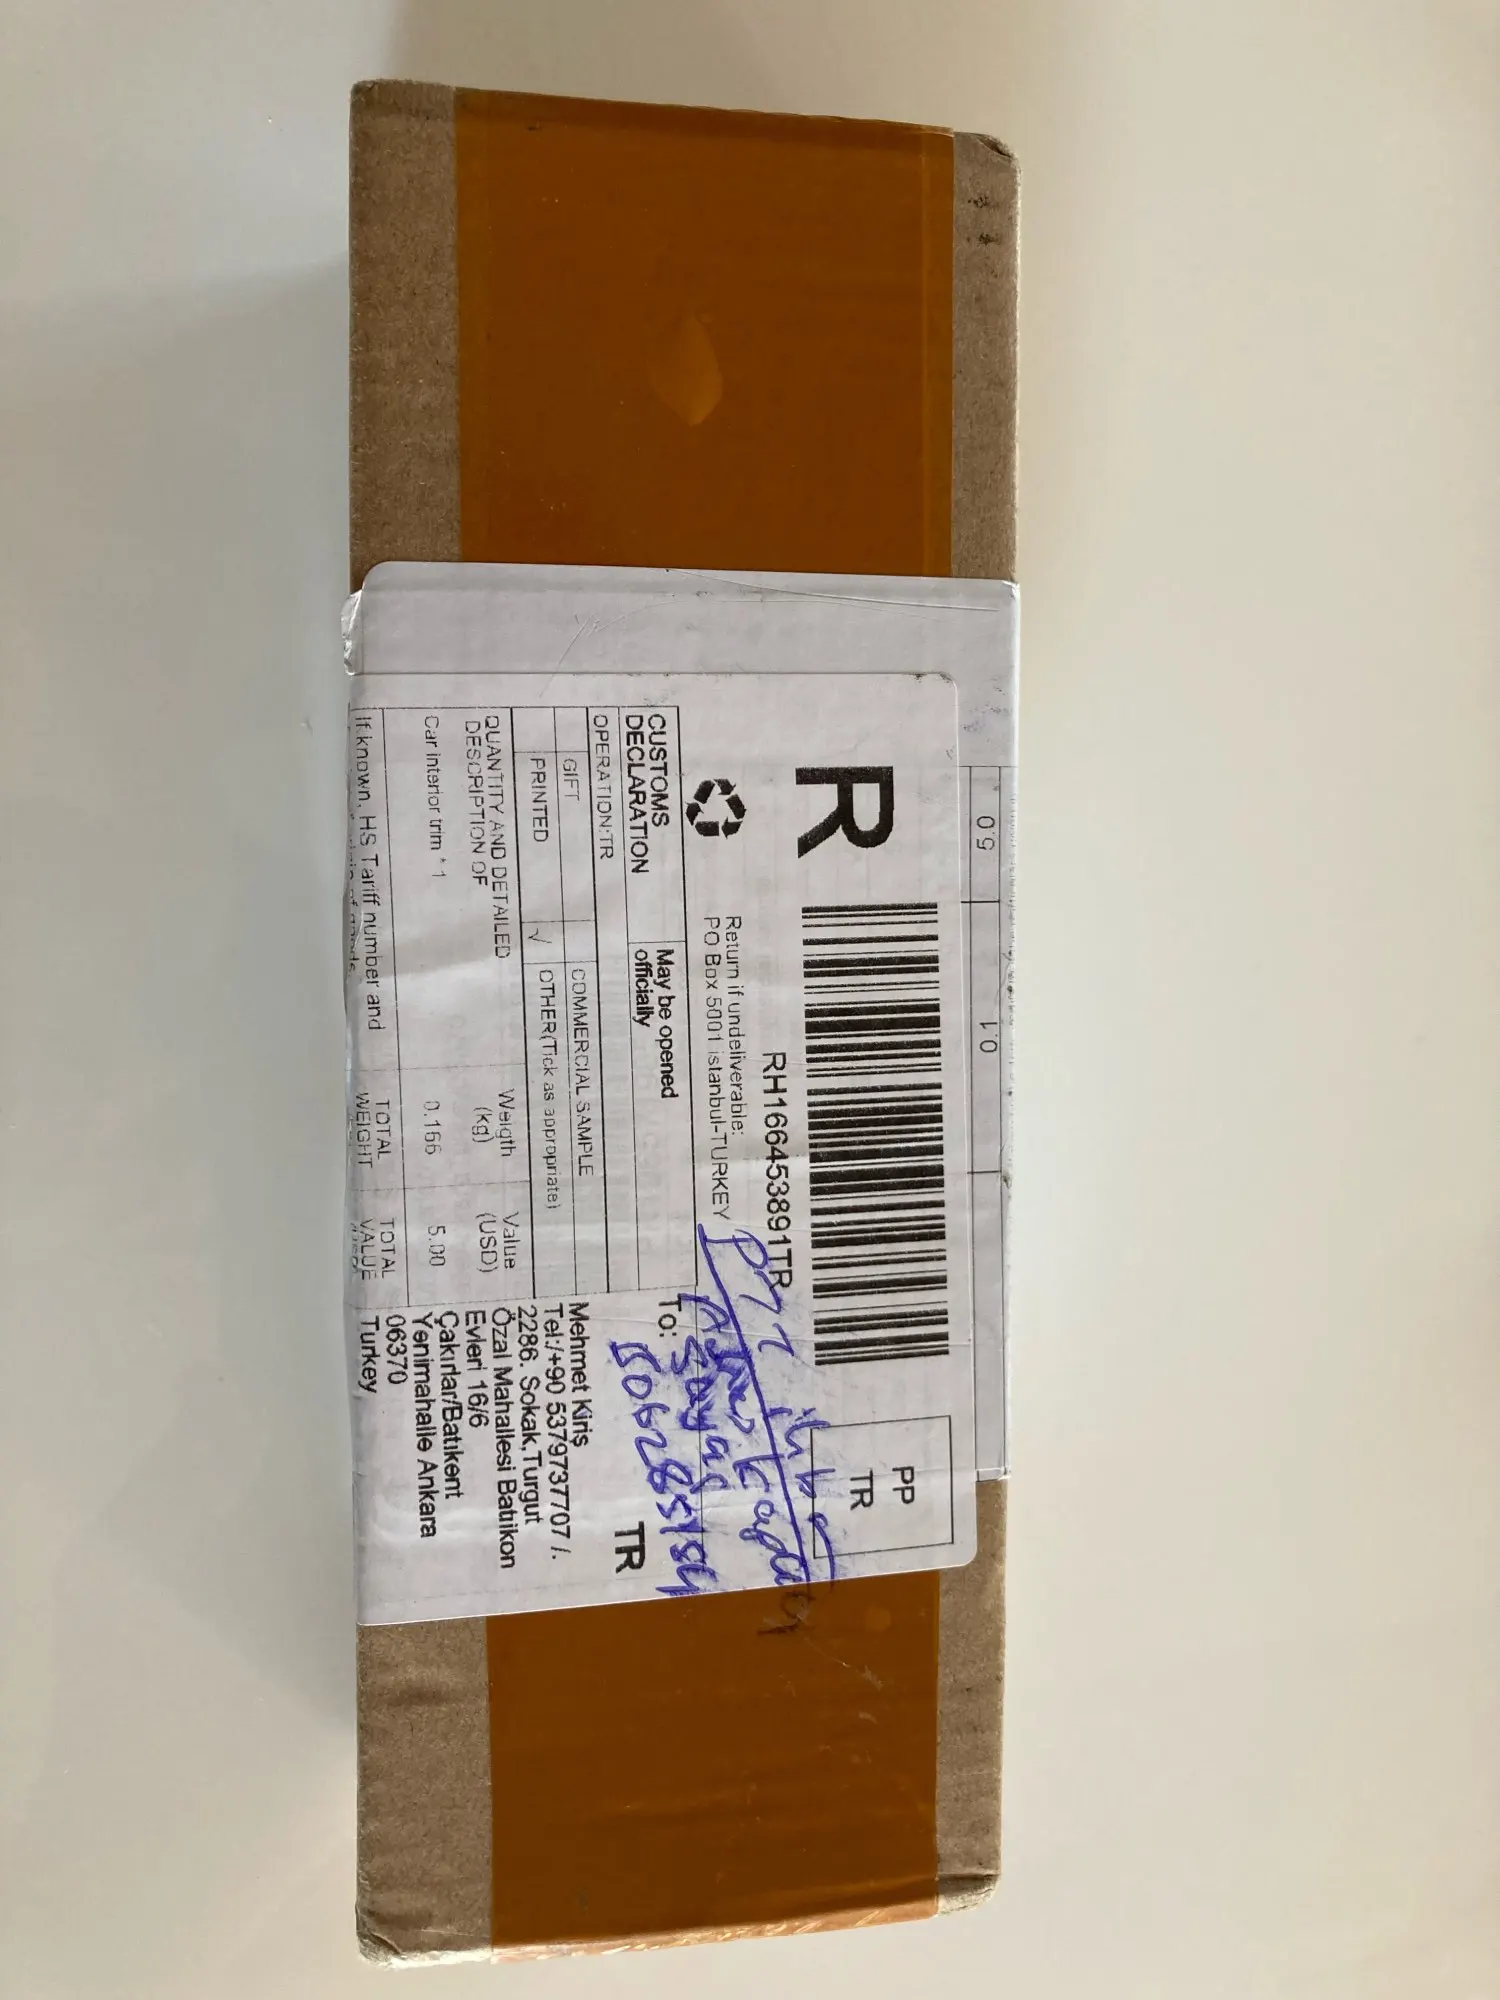 5.0
0.1
R
RH166453891TR
PP
TR
Return if undeliverable:
PO Box 5001 istanbul-TURKEY
CUSTOMS
DECLARATION
May be opened
officially
OPERATION:TR
GIFT
COMMERCIAL SAMPLE
PRINTED
√ OTHER(Tick as appropriate)
QUANTITY AND DETAILED
DESCRIPTION OF
Weigth
(kg)
Value
(USD)
Car interior trim * 1
0.166
5.00
If known, HS Tariff number and
TOTAL
WEIGHT
TOTAL
VALUE
To:
TR
Mehmet Kiriş
Tel:/+90 5379737707 /.
2286. Sokak,Turgut
Özal Mahallesi Batıikon
Evleri 16/6
Çakırlar/Batıkent
Yenimahalle Ankara
06370
Turkey